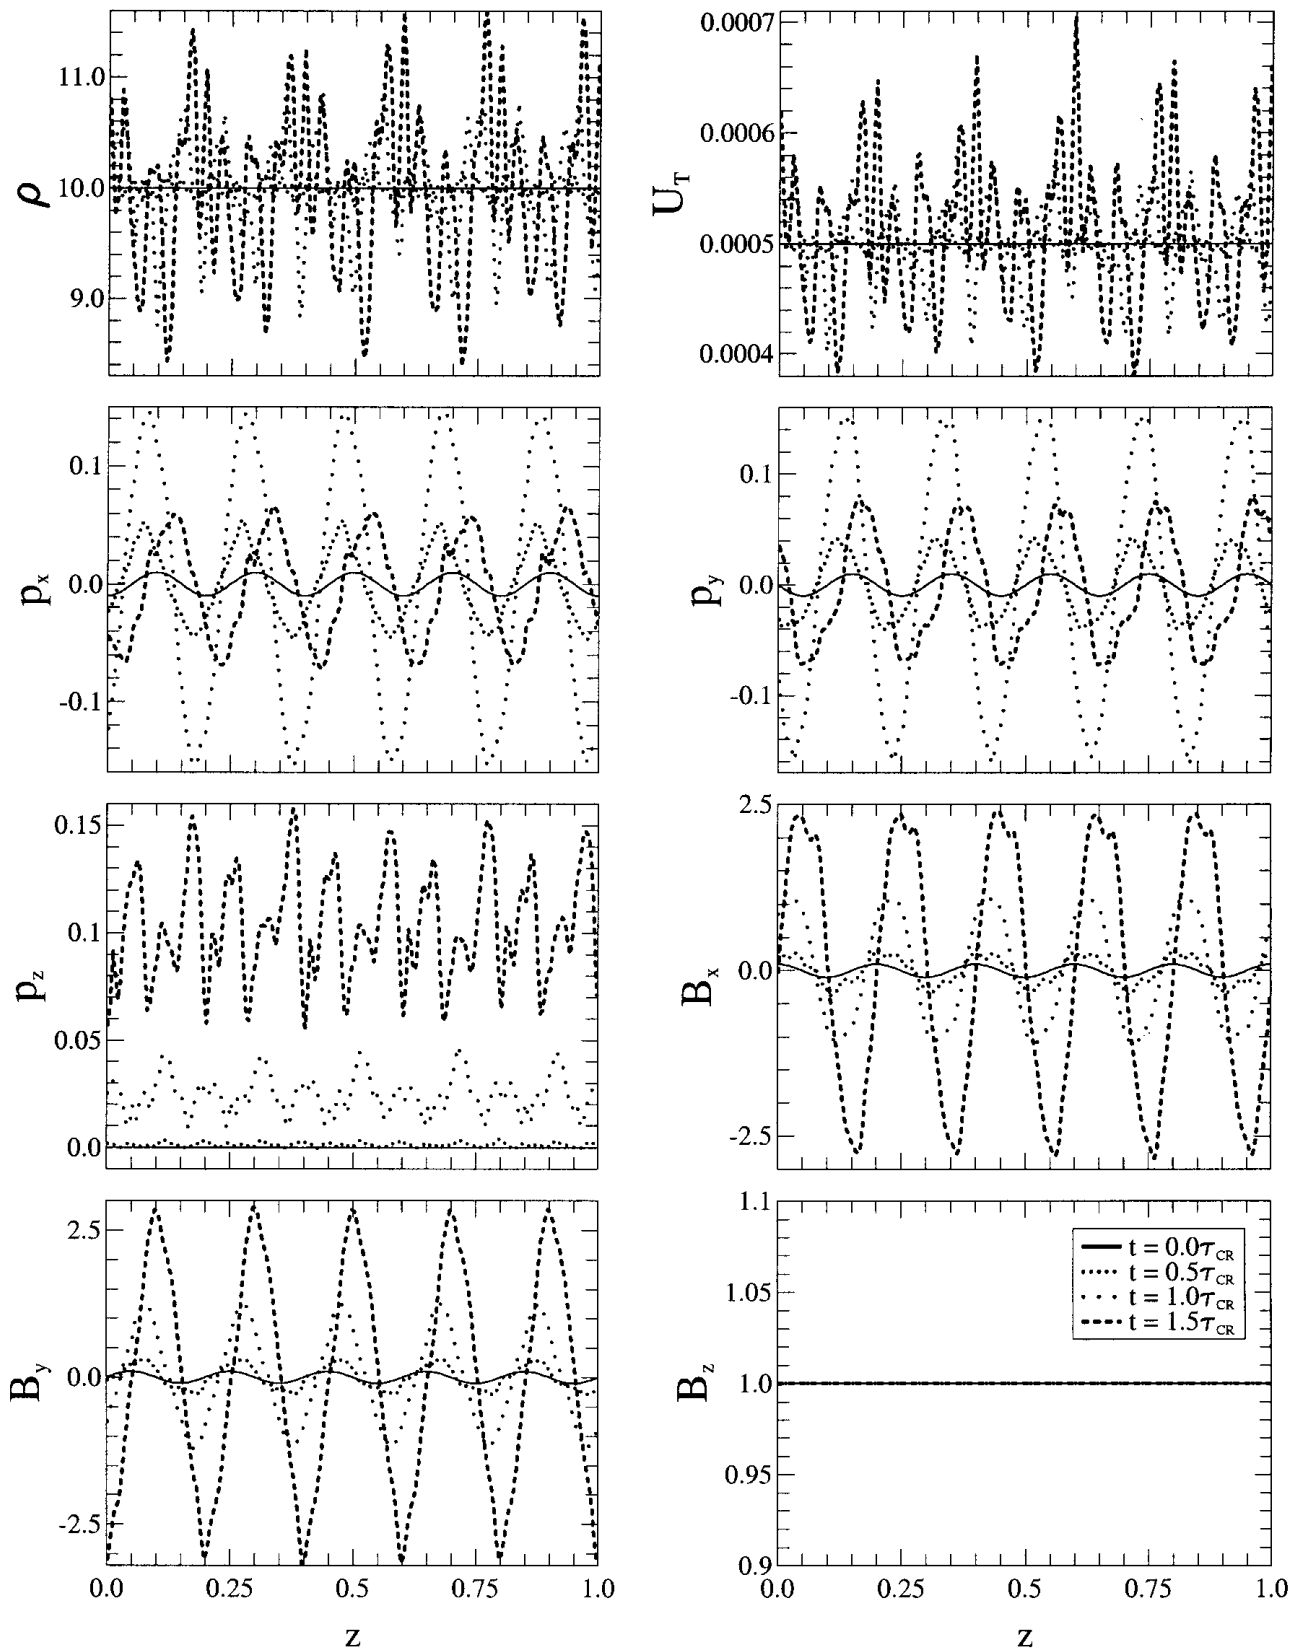 11.0
10.0
9.0
ρ
0.0007
0.0006
0.0005
0.0004
U_T
0.1
0.0
-0.1
p_x
0.1
0.0
-0.1
p_y
0.15
0.1
0.05
0.0
p_z
2.5
0.0
-2.5
B_x
2.5
0.0
-2.5
B_y
0.0 0.25 0.5 0.75 1.0
z
1.1
1.05
1.0
0.95
0.9
B_z
t = 0.0τ_CR
t = 0.5τ_CR
t = 1.0τ_CR
t = 1.5τ_CR
0.0 0.25 0.5 0.75 1.0
z